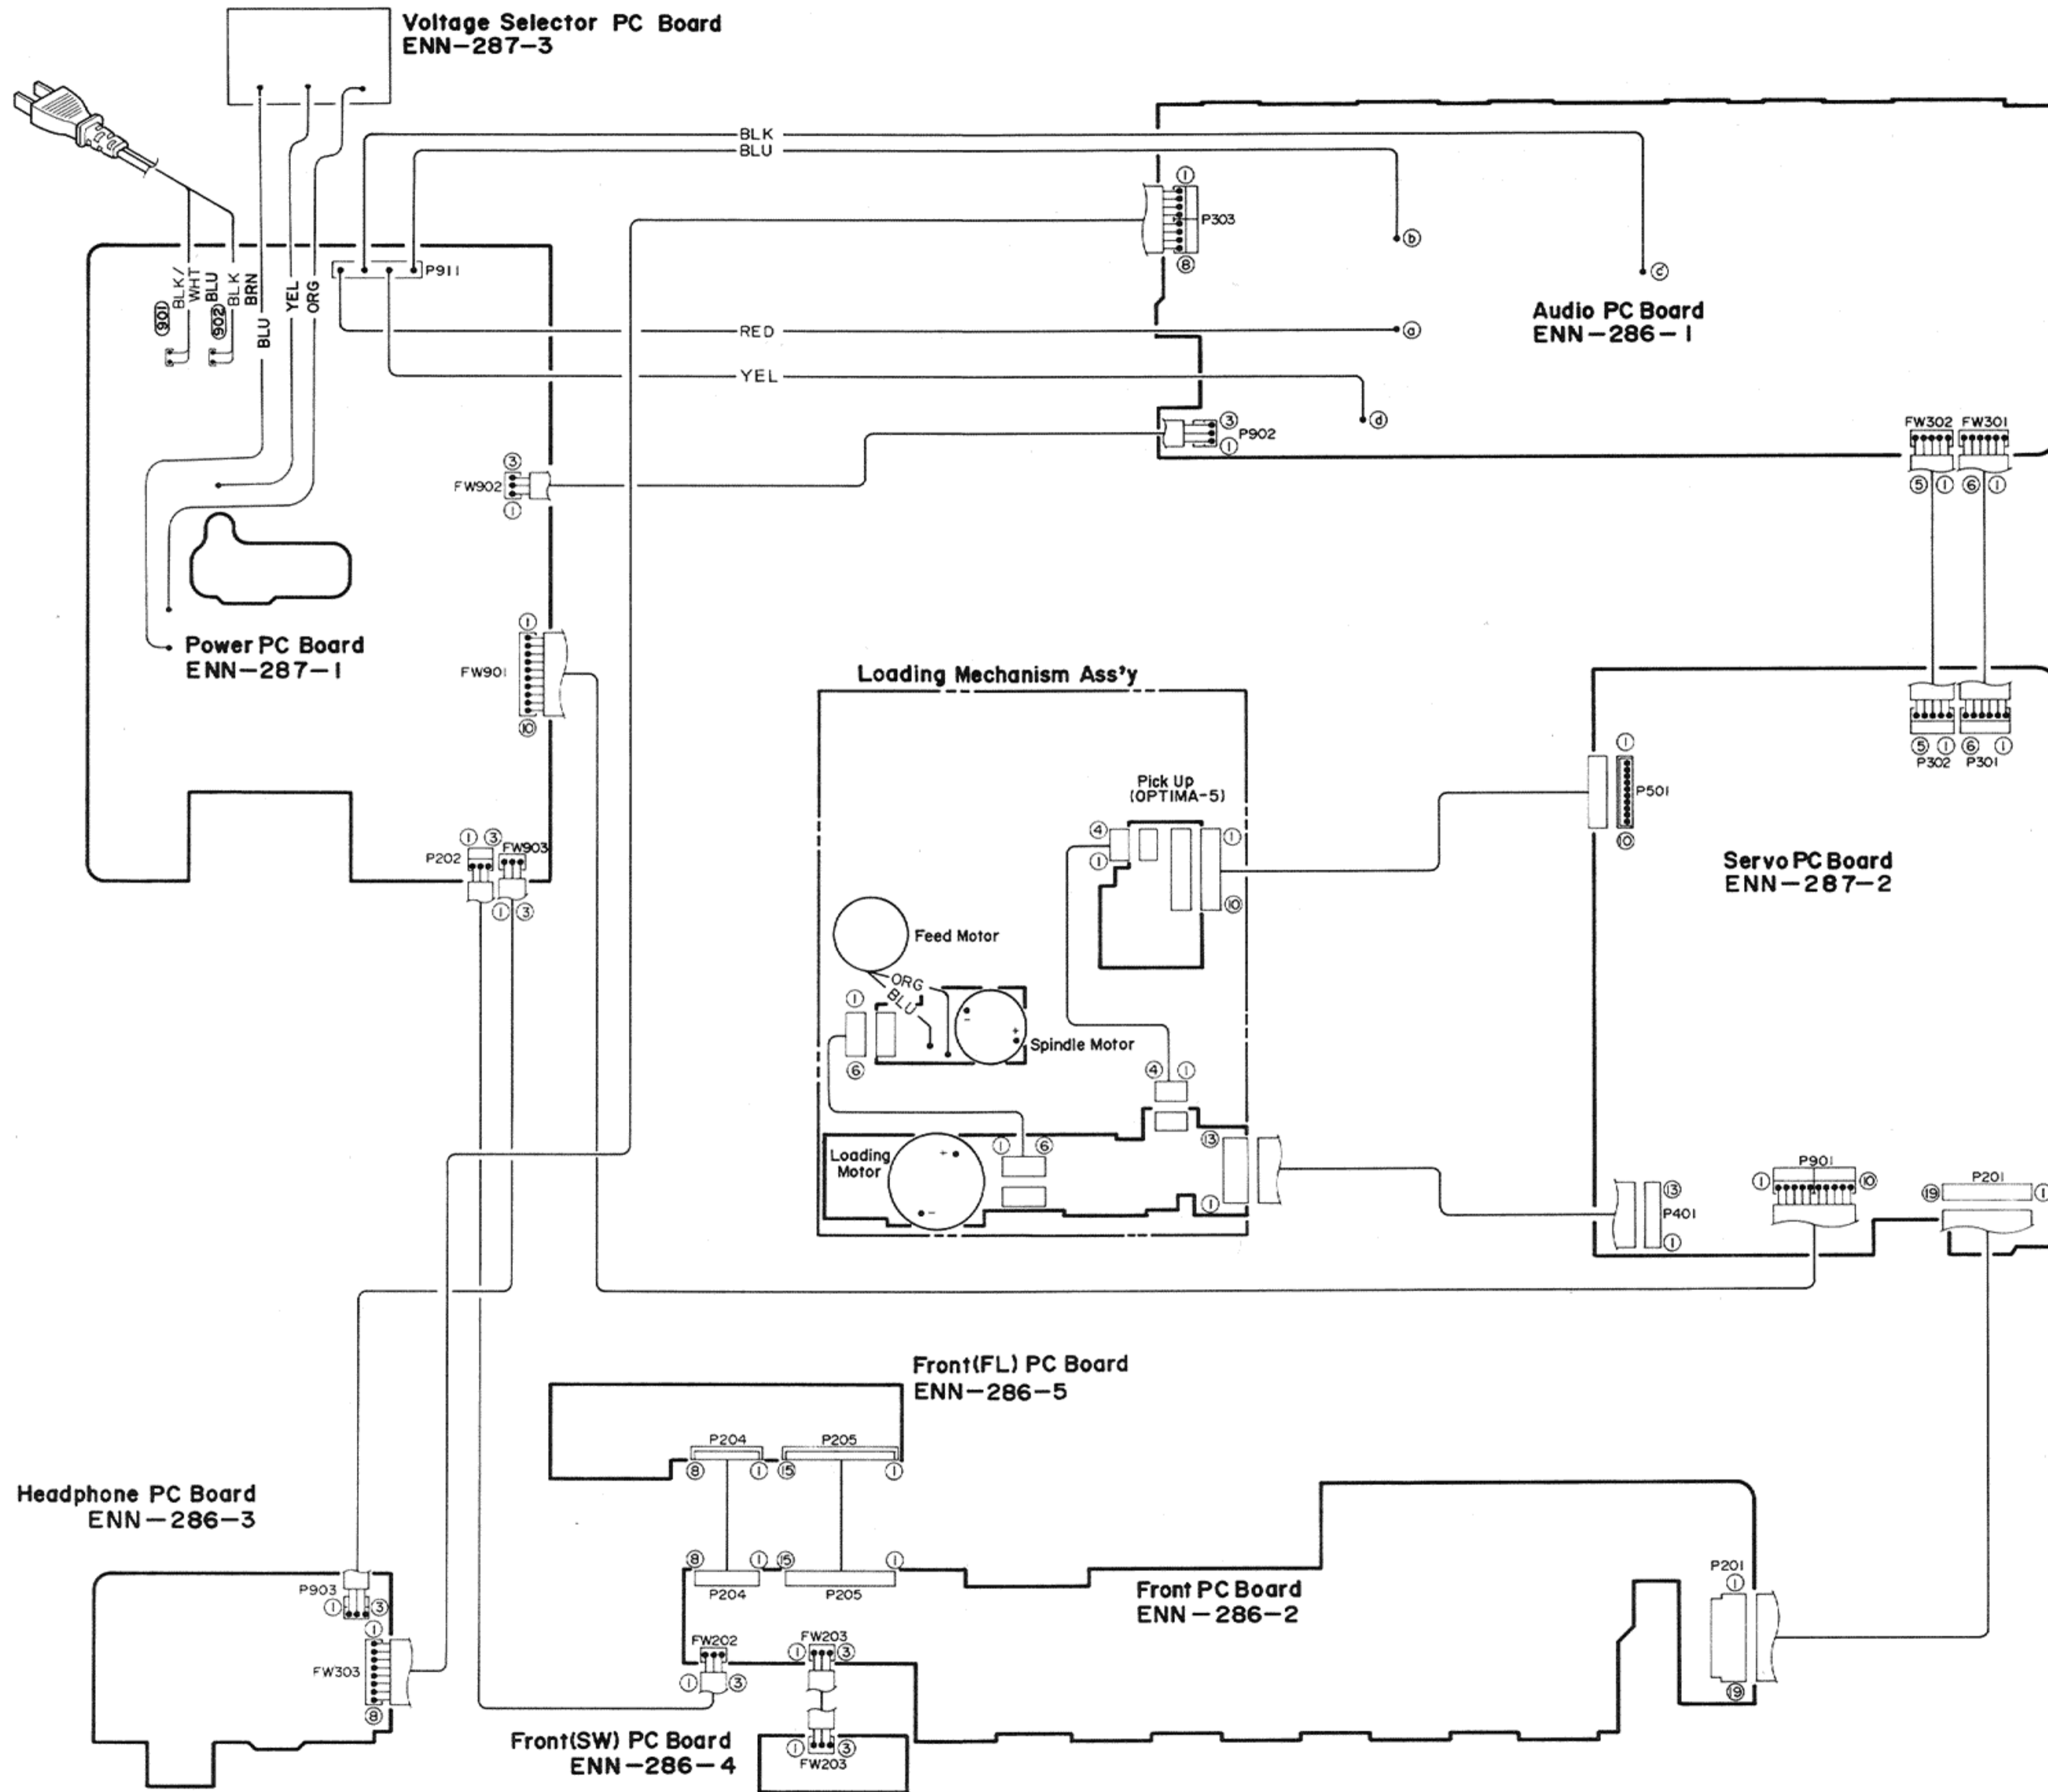 Voltage Selector PC Board
ENN-287-3
BLK
BLU
①
P303
⑧
ⓑ
ⓒ
P911
901
BLK/
WHT
902
BLU
BLK
BRN
BLU
YEL
ORG
RED
ⓐ
YEL
ⓓ
Audio PC Board
ENN-286-1
③
P902
①
FW302
FW301
⑤
①
⑥
①
③
FW902
①
Power PC Board
ENN-287-1
①
FW901
⑩
Loading Mechanism Ass'y
⑤
①
⑥
①
P302
P301
①
P501
⑩
Pick Up
(OPTIMA-5)
④
①
①
⑩
Servo PC Board
ENN-287-2
①
③
P202
FW903
①
③
Feed Motor
ORG
BLU
①
-
+
Spindle Motor
⑥
④
①
Loading
Motor
+
-
①
⑥
⑬
①
⑬
P401
①
P901
①
⑩
P201
⑲
①
Front(FL) PC Board
ENN-286-5
P204
P205
⑧
①
⑮
①
Headphone PC Board
ENN-286-3
⑧
①
⑮
①
P204
P205
Front PC Board
ENN-286-2
P201
①
⑲
P903
①
③
①
FW303
⑧
FW202
①
③
FW203
①
③
Front(SW) PC Board
ENN-286-4
①
③
FW203